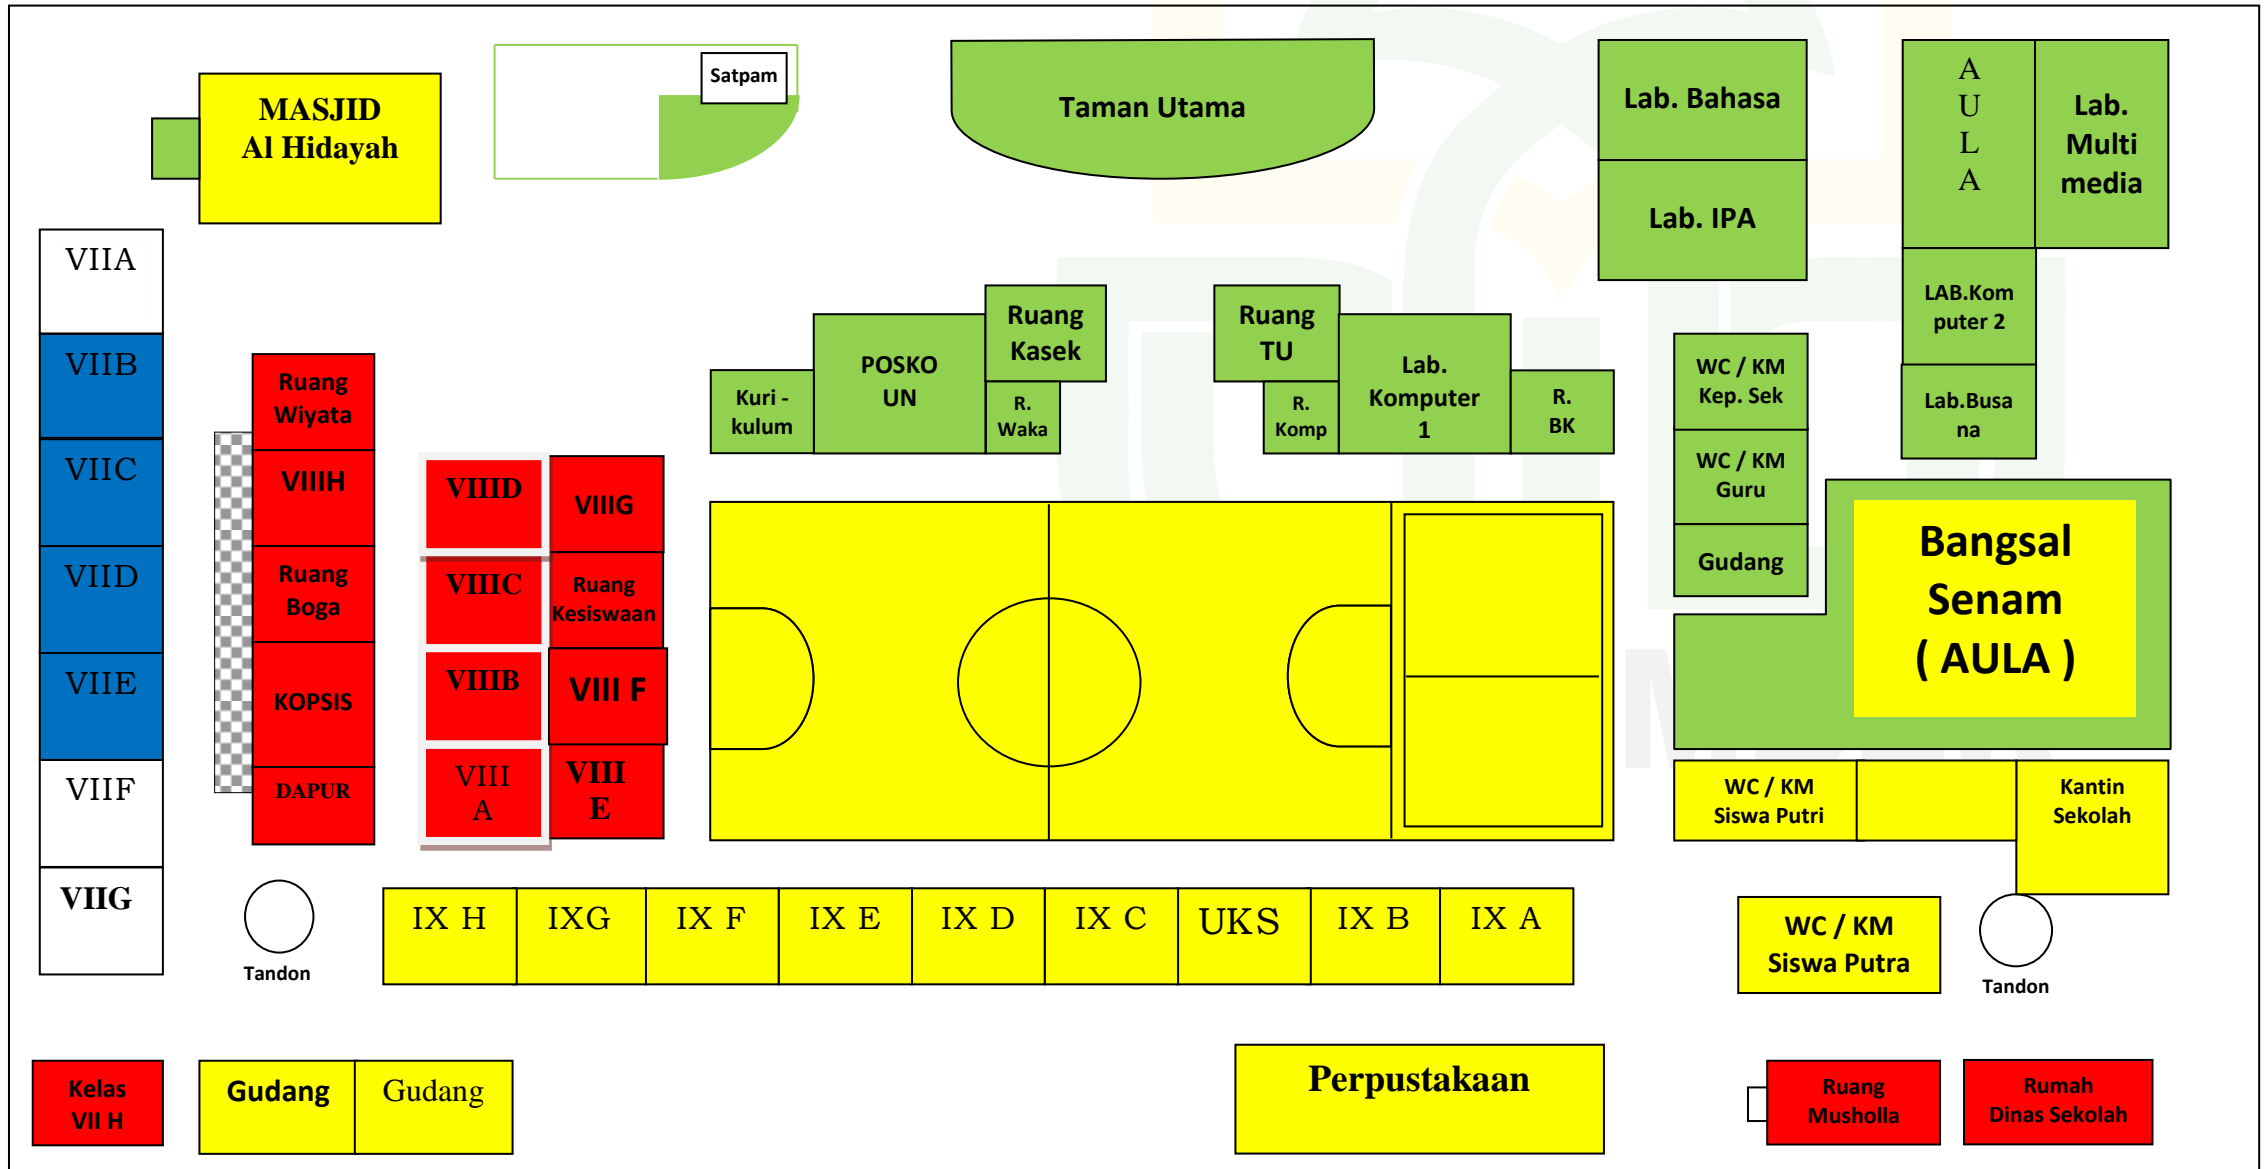 Satpam
MASJID
Al Hidayah
Taman Utama
Lab. Bahasa
Lab. IPA
A
U
L
A
Lab.
Multi
media
VIIA
VIIB
VIIC
VIID
VIIE
VIIF
VIIG
Ruang
Wiyata
VIIIH
Ruang
Boga
KOPSIS
DAPUR
VIIID
VIIIC
VIIIB
VIII
A
VIIIG
Ruang
Kesiswaan
VIII F
VIII
E
Kuri -
kulum
POSKO
UN
Ruang
Kasek
R.
Waka
Ruang
TU
R.
Komp
Lab.
Komputer
1
R.
BK
WC / KM
Kep. Sek
WC / KM
Guru
Gudang
LAB.Kom
puter 2
Lab.Busa
na
Bangsal
Senam
( AULA )
WC / KM
Siswa Putri
Kantin
Sekolah
Tandon
IX H
IXG
IX F
IX E
IX D
IX C
UKS
IX B
IX A
WC / KM
Siswa Putra
Tandon
Kelas
VII H
Gudang
Gudang
Perpustakaan
Ruang
Musholla
Rumah
Dinas Sekolah